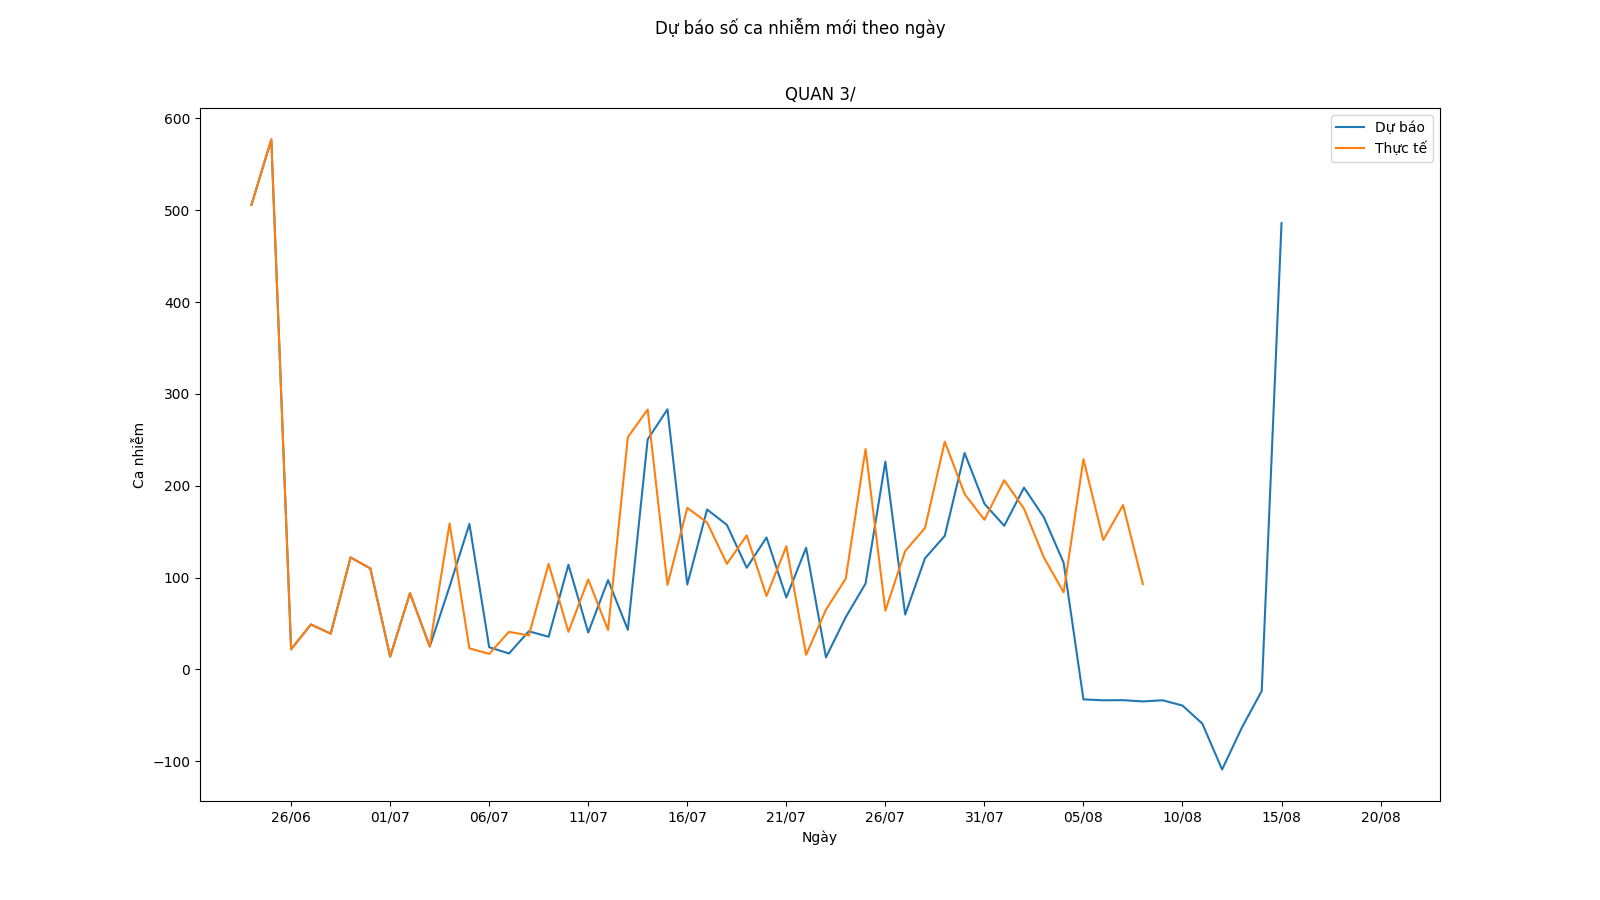 Dự báo số ca nhiễm mới theo ngày
QUAN 3/
Dự báo
Thực tế
600
500
400
300
200
100
0
−100
Ca nhiễm
26/06 01/07 06/07 11/07 16/07 21/07 26/07 31/07 05/08 10/08 15/08 20/08
Ngày